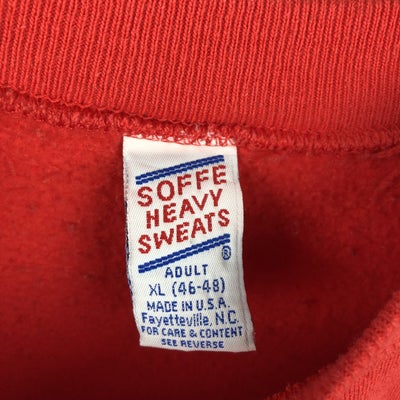 SOFFE
HEAVY
SWEATS
®
ADULT
XL (46-48)
MADE IN U.S.A.
Fayetteville, N.C.
FOR CARE & CONTENT
SEE REVERSE